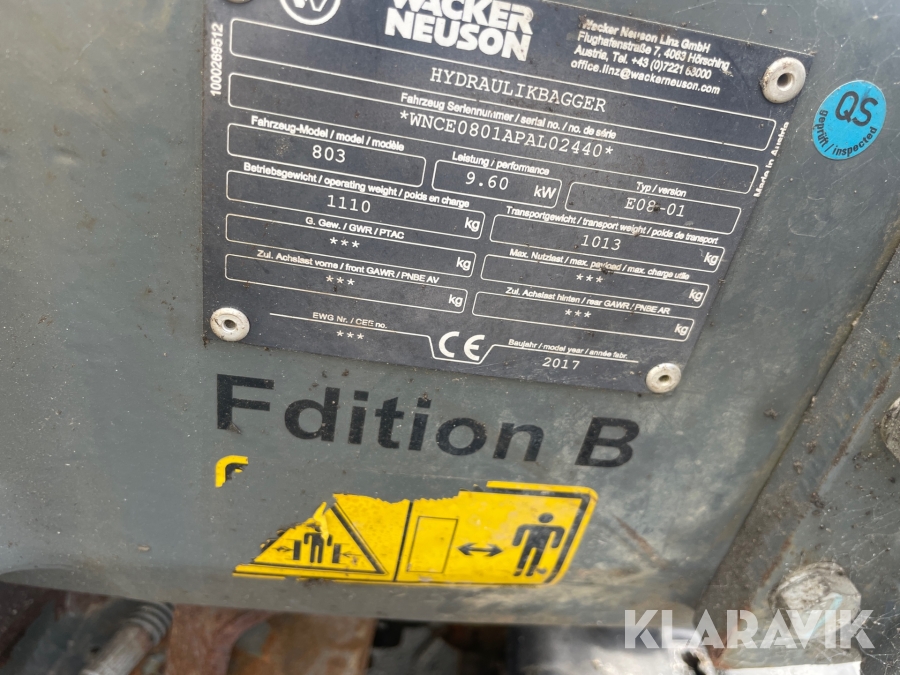 WACKER
NEUSON
Wacker Neuson Linz GmbH
Flughafenstraße 7, 4063 Hörsching
Austria, Tel. +43 (0)7221 63000
office.linz@wackerneuson.com
1000269512
HYDRAULIKBAGGER
Fahrzeug Seriennummer / serial no. / no. de série
*WNCE0801APAL02440*
Fahrzeug-Model / model / modèle
803
Leistung / performance
9.60 kW
Typ / version
E08-01
Betriebsgewicht / operating weight / poids en charge
1110 kg
Transportgewicht / transport weight / poids de transport
1013 kg
G. Gew. / GWR / PTAC
*** kg
Max. Nutzlast / max. payload / max. charge utile
*** kg
Zul. Achslast vorne / front GAWR / PNBE AV
*** kg
Zul. Achslast hinten / rear GAWR / PNBE AR
*** kg
EWG Nr. / CEE no.
***
CE
Baujahr / model year / année fabr.
2017
Made in Austria
QS
geprüft / inspected
Edition B
KLARAVIK